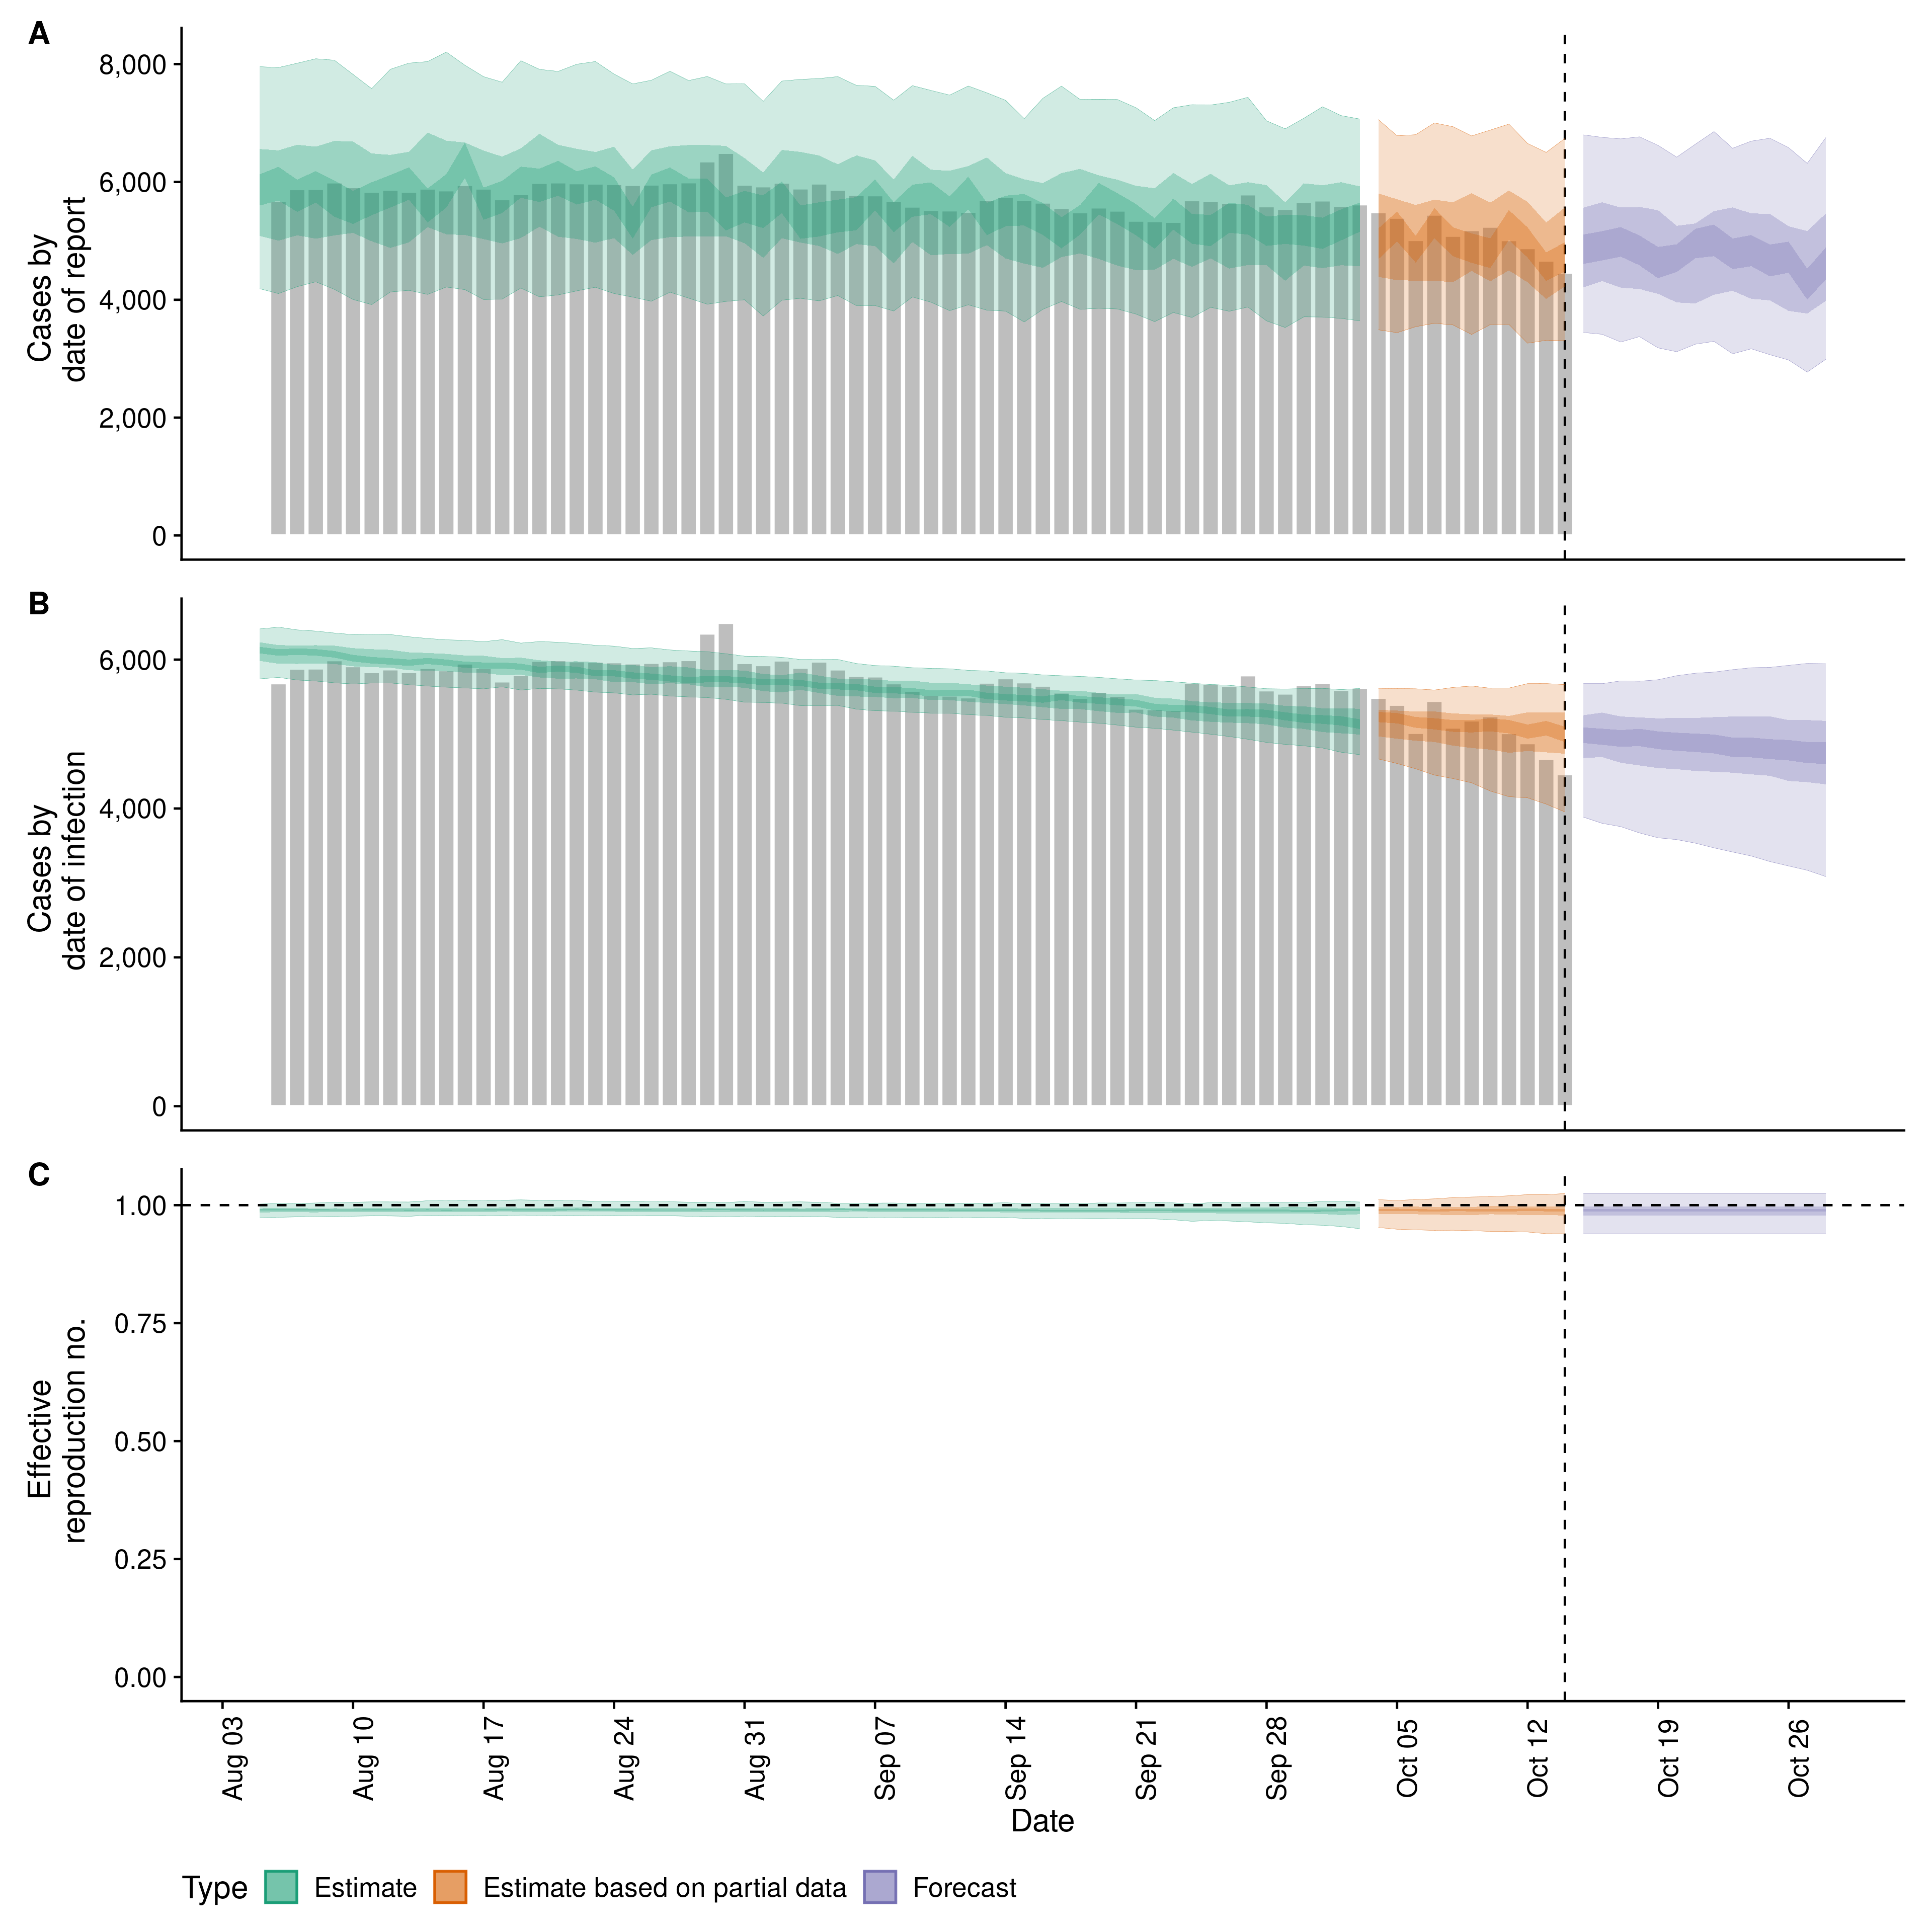 A
Cases by
date of report
8,000
6,000
4,000
2,000
0
B
Cases by
date of infection
6,000
4,000
2,000
0
C
Effective
reproduction no.
1.00
0.75
0.50
0.25
0.00
Aug 03
Aug 10
Aug 17
Aug 24
Aug 31
Sep 07
Sep 14
Sep 21
Sep 28
Oct 05
Oct 12
Oct 19
Oct 26
Date
Type Estimate Estimate based on partial data Forecast